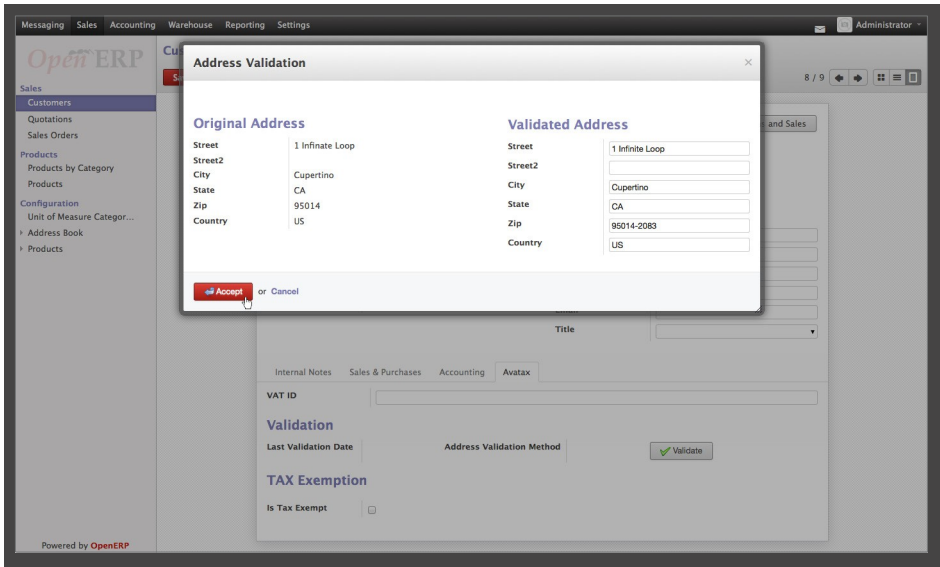 Messaging Sales Accounting Warehouse Reporting Settings Administrator
Open ERP
Cus
Address Validation ×
8 / 9
Sales
Customers
Quotations
Sales Orders
Products
Products by Category
Products
Configuration
Unit of Measure Categor...
Address Book
Products
Original Address Validated Address
and Sales
Street 1 Infinate Loop Street 1 Infinite Loop
Street2 Street2
City Cupertino City Cupertino
State CA State CA
Zip 95014 Zip 95014-2083
Country US Country US
Accept or Cancel
Title
Internal Notes Sales & Purchases Accounting Avatax
VAT ID
Validation
Last Validation Date Address Validation Method Validate
TAX Exemption
Is Tax Exempt
Powered by OpenERP